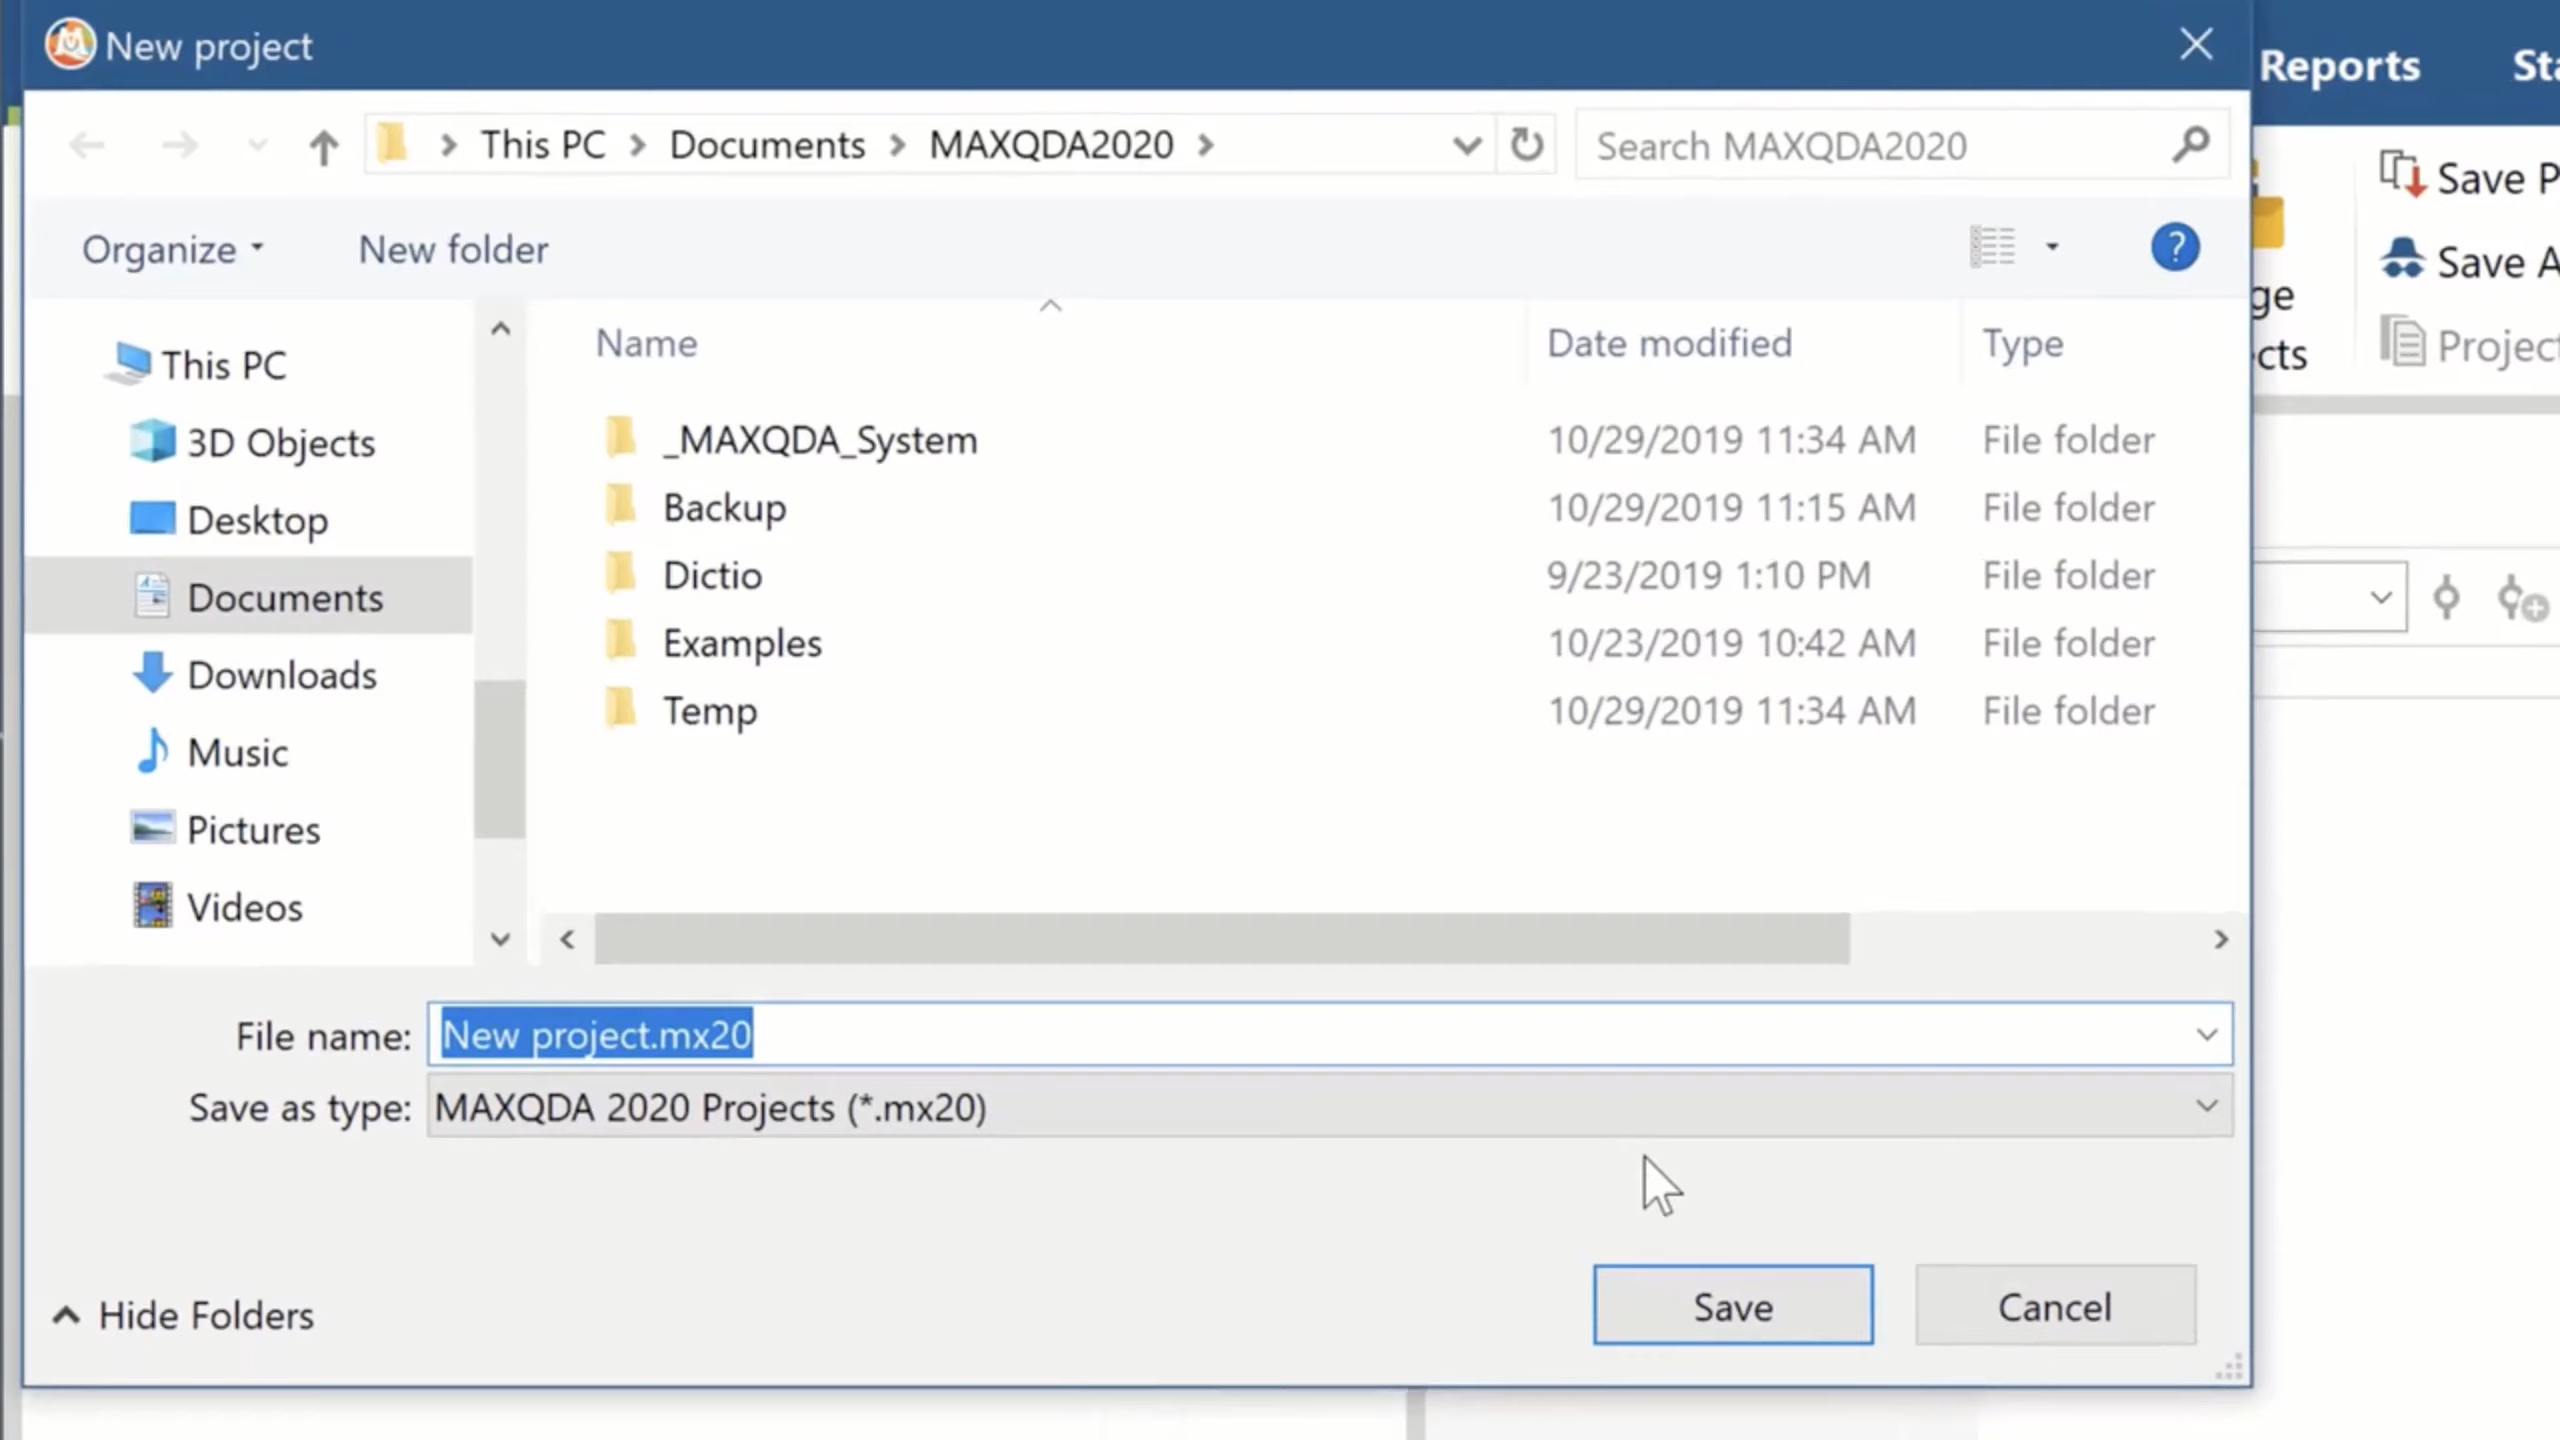 New project
Reports
This PC > Documents > MAXQDA2020 >
Search MAXQDA2020
Organize
New folder
?
Name
Date modified
Type
This PC
3D Objects
Desktop
Documents
Downloads
Music
Pictures
Videos
_MAXQDA_System 10/29/2019 11:34 AM File folder
Backup 10/29/2019 11:15 AM File folder
Dictio 9/23/2019 1:10 PM File folder
Examples 10/23/2019 10:42 AM File folder
Temp 10/29/2019 11:34 AM File folder
File name: New project.mx20
Save as type: MAXQDA 2020 Projects (*.mx20)
Hide Folders
Save
Cancel
Save
Save